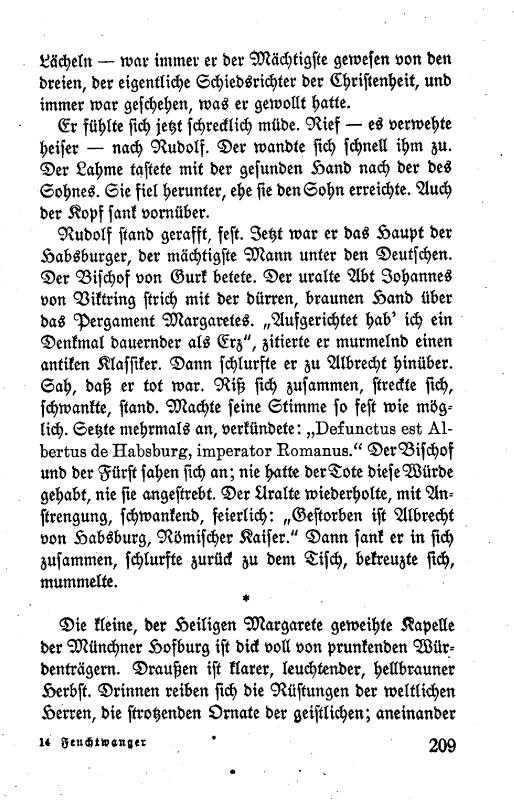 Lächeln — war immer er der Mächtigste gewesen von den
dreien, der eigentliche Schiedsrichter der Christenheit, und
immer war geschehen, was er gewollt hatte.
Er fühlte sich jetzt schrecklich müde. Rief — es verwehte
heiser — nach Rudolf. Der wandte sich schnell ihm zu.
Der Lahme tastete mit der gesunden Hand nach der des
Sohnes. Sie fiel herunter, ehe sie den Sohn erreichte. Auch
der Kopf sank vornüber.
Rudolf stand gerafft, fest. Jetzt war er das Haupt der
Habsburger, der mächtigste Mann unter den Deutschen.
Der Bischof von Gurk betete. Der uralte Abt Johannes
von Viktring strich mit der dürren, braunen Hand über
das Pergament Margaretes. „Aufgerichtet hab' ich ein
Denkmal dauernder als Erz“, zitierte er murmelnd einen
antiken Klassiker. Dann schlurfte er zu Albrecht hinüber.
Sah, daß er tot war. Riß sich zusammen, streckte sich,
schwankte, stand. Machte seine Stimme so fest wie mög-
lich. Setzte mehrmals an, verkündete: „Defunctus est Al-
bertus de Habsburg, imperator Romanus.“ Der Bischof
und der Fürst sahen sich an; nie hatte der Tote diese Würde
gehabt, nie sie angestrebt. Der Uralte wiederholte, mit An-
strengung, schwankend, feierlich: „Gestorben ist Albrecht
von Habsburg, Römischer Kaiser.“ Dann sank er in sich
zusammen, schlurfte zurück zu dem Tisch, bekreuzte sich,
mummelte.
*
Die kleine, der Heiligen Margarete geweihte Kapelle
der Münchner Hofburg ist dick voll von prunkenden Wür-
denträgern. Draußen ist klarer, leuchtender, hellbrauner
Herbst. Drinnen reiben sich die Rüstungen der weltlichen
Herren, die strotzenden Ornate der geistlichen; aneinander
14 Feuchtwanger
209